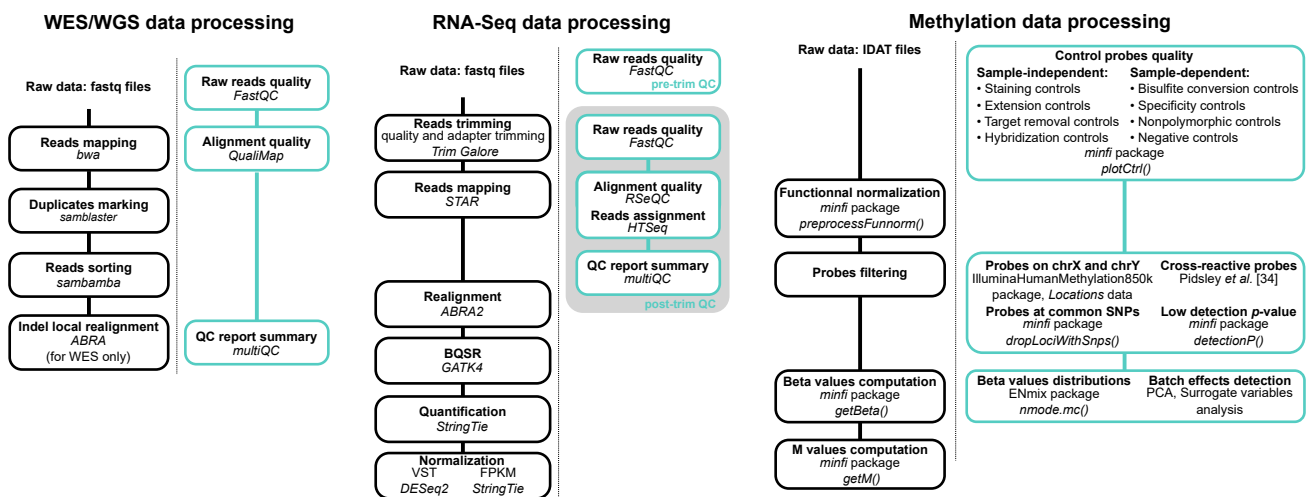 WES/WGS data processing
Raw data: fastq files
Reads mapping
bwa
Duplicates marking
samblaster
Reads sorting
sambamba
Indel local realignment
ABRA
(for WES only)
Raw reads quality
FastQC
Alignment quality
QualiMap
QC report summary
multiQC
RNA-Seq data processing
Raw data: fastq files
Reads trimming
quality and adapter trimming
Trim Galore
Reads mapping
STAR
Realignment
ABRA2
BQSR
GATK4
Quantification
StringTie
Normalization
VST FPKM
DESeq2 StringTie
Raw reads quality
FastQC
pre-trim QC
Raw reads quality
FastQC
Alignment quality
RSeQC
Reads assignment
HTSeq
QC report summary
multiQC
post-trim QC
Methylation data processing
Raw data: IDAT files
Functionnal normalization
minfi package
preprocessFunnorm()
Probes filtering
Beta values computation
minfi package
getBeta()
M values computation
minfi package
getM()
Control probes quality
Sample-independent:
• Staining controls
• Extension controls
• Target removal controls
• Hybridization controls
Sample-dependent:
• Bisulfite conversion controls
• Specificity controls
• Nonpolymorphic controls
• Negative controls
minfi package
plotCtrl()
Probes on chrX and chrY
IlluminaHumanMethylation850k
package, Locations data
Probes at common SNPs
minfi package
dropLociWithSnps()
Cross-reactive probes
Pidsley et al. [34]
Low detection p-value
minfi package
detectionP()
Beta values distributions
ENmix package
nmode.mc()
Batch effects detection
PCA, Surrogate variables
analysis